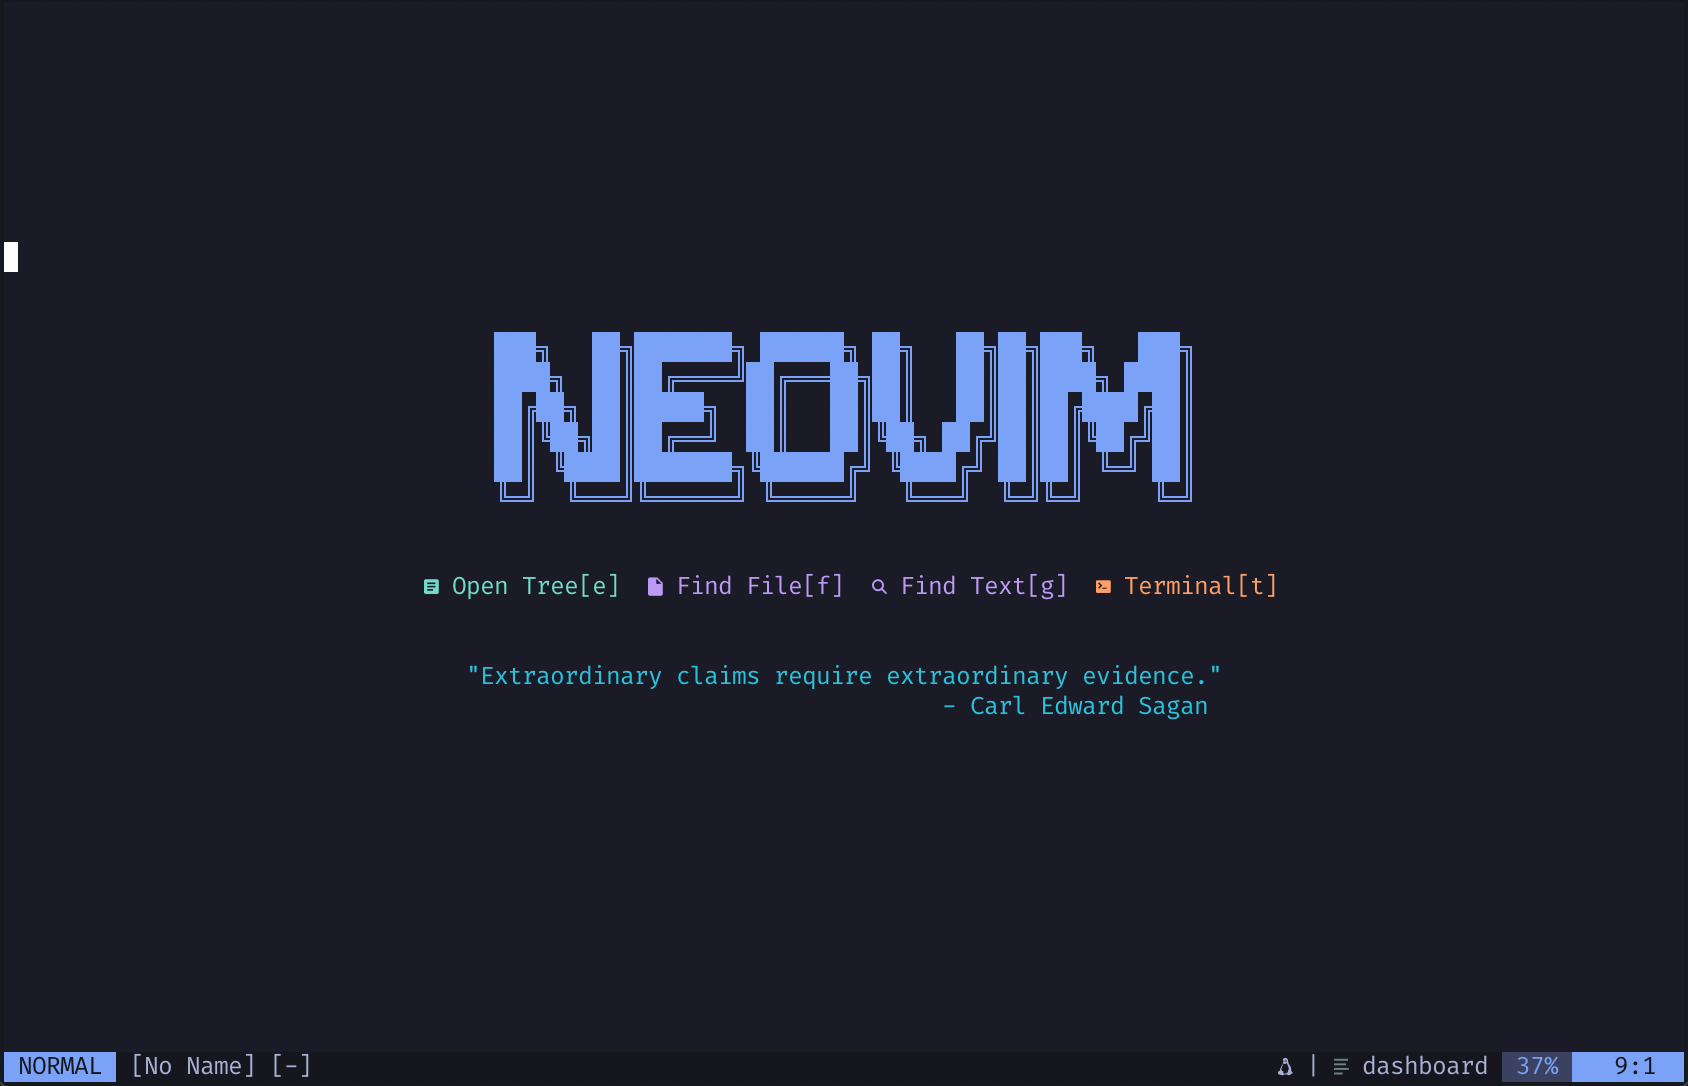 NEOVIM
Open Tree[e] Find File[f] Find Text[g] Terminal[t]
"Extraordinary claims require extraordinary evidence."
- Carl Edward Sagan
NORMAL [No Name] [-] | dashboard 37% 9:1